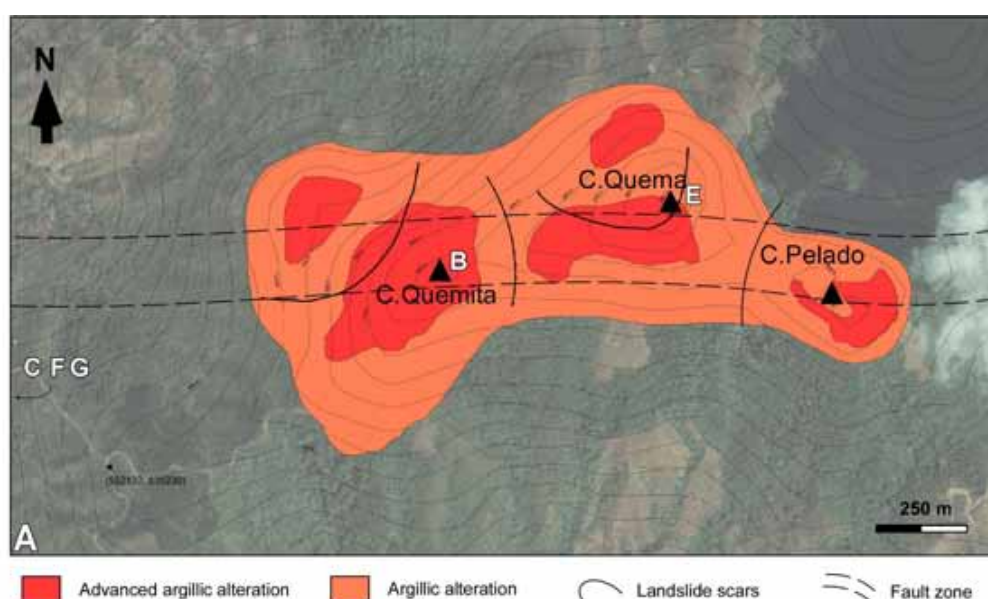 N
C.Quema
E
C.Pelado
B
C.Quemita
C F G
250 m
A
Advanced argillic alteration
Argillic alteration
Landslide scars
Fault zone